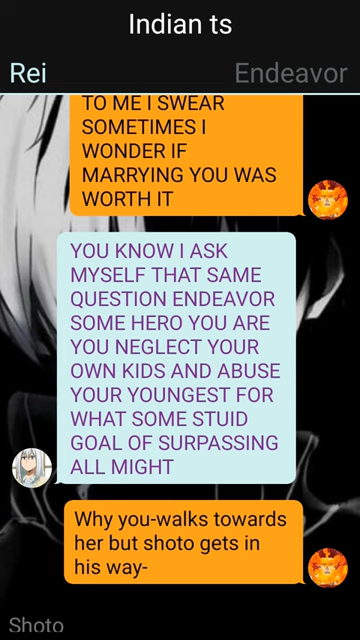 Indian ts
Rei
Endeavor
TO ME I SWEAR
SOMETIMES I
WONDER IF
MARRYING YOU WAS
WORTH IT
YOU KNOW I ASK
MYSELF THAT SAME
QUESTION ENDEAVOR
SOME HERO YOU ARE
YOU NEGLECT YOUR
OWN KIDS AND ABUSE
YOUR YOUNGEST FOR
WHAT SOME STUID
GOAL OF SURPASSING
ALL MIGHT
Why you-walks towards
her but shoto gets in
his way-
Shoto